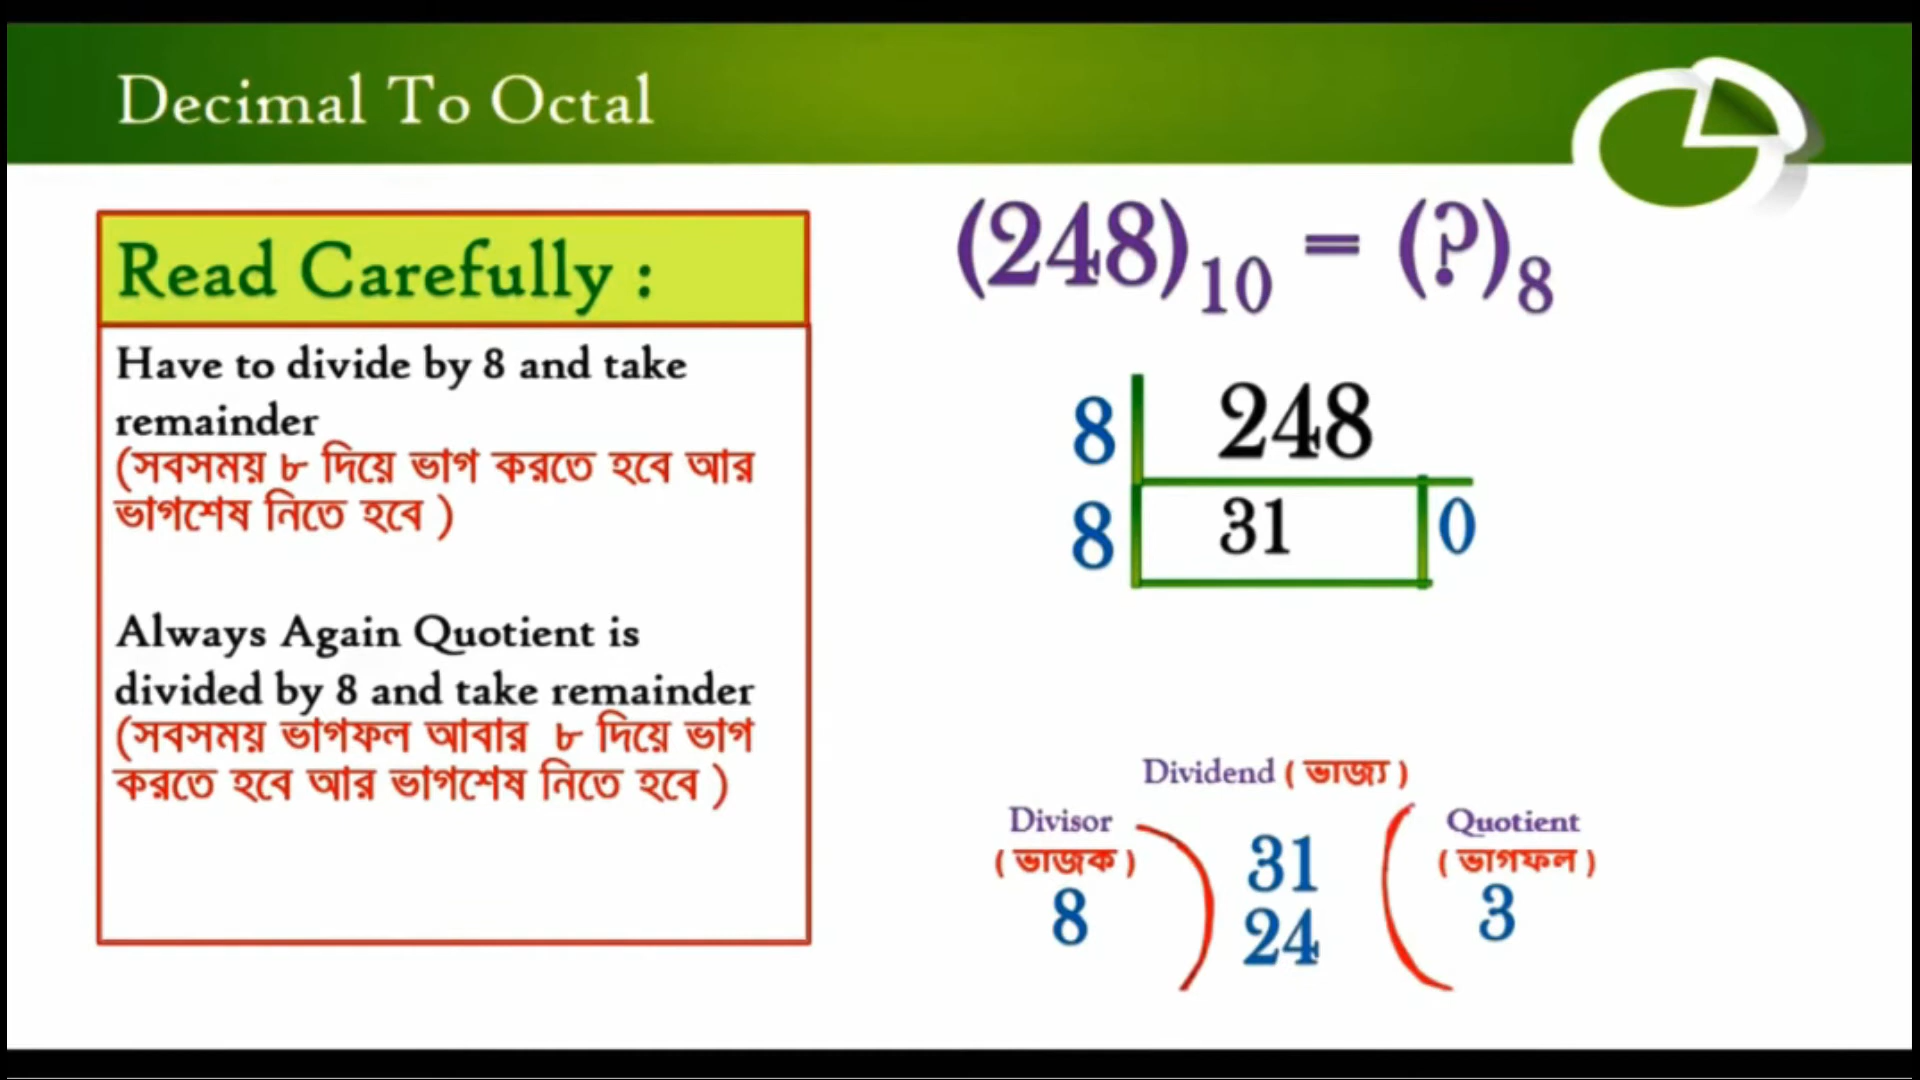 Decimal To Octal
Read Carefully :
Have to divide by 8 and take
remainder
(সবসময় ৮ দিয়ে ভাগ করতে হবে আর
ভাগশেষ নিতে হবে )
Always Again Quotient is
divided by 8 and take remainder
(সবসময় ভাগফল আবার ৮ দিয়ে ভাগ
করতে হবে আর ভাগশেষ নিতে হবে )
(248)₁₀ = (?)₈
8 248
8 31 0
Dividend ( ভাজ্য )
Divisor
( ভাজক )
8
31
24
Quotient
( ভাগফল )
3